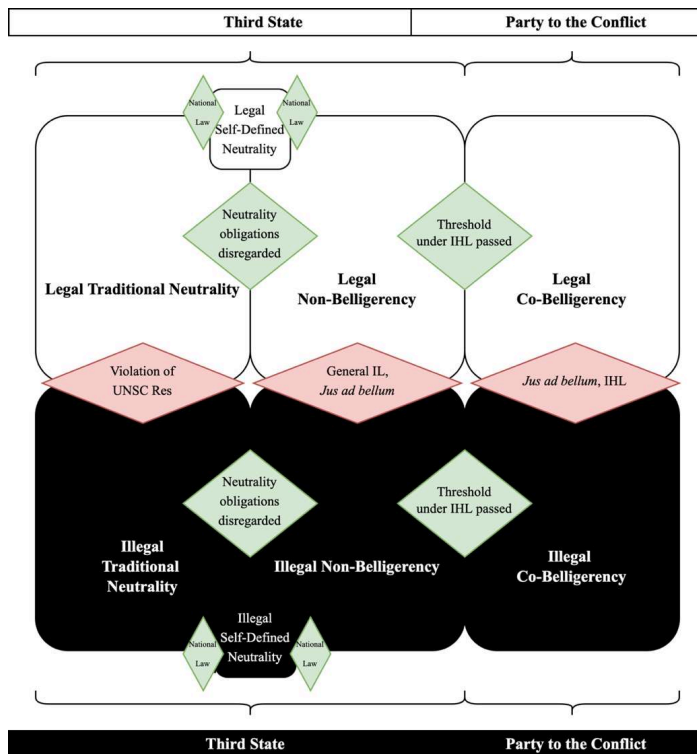 Third State
Party to the Conflict
National
Law
Legal
Self-Defined
Neutrality
National
Law
Neutrality
obligations
disregarded
Threshold
under IHL passed
Legal Traditional Neutrality
Legal
Non-Belligerency
Legal
Co-Belligerency
Violation of
UNSC Res
General IL,
Jus ad bellum
Jus ad bellum, IHL
Neutrality
obligations
disregarded
Threshold
under IHL passed
Illegal
Traditional
Neutrality
Illegal Non-Belligerency
Illegal
Co-Belligerency
National
Law
Illegal
Self-Defined
Neutrality
National
Law
Third State
Party to the Conflict